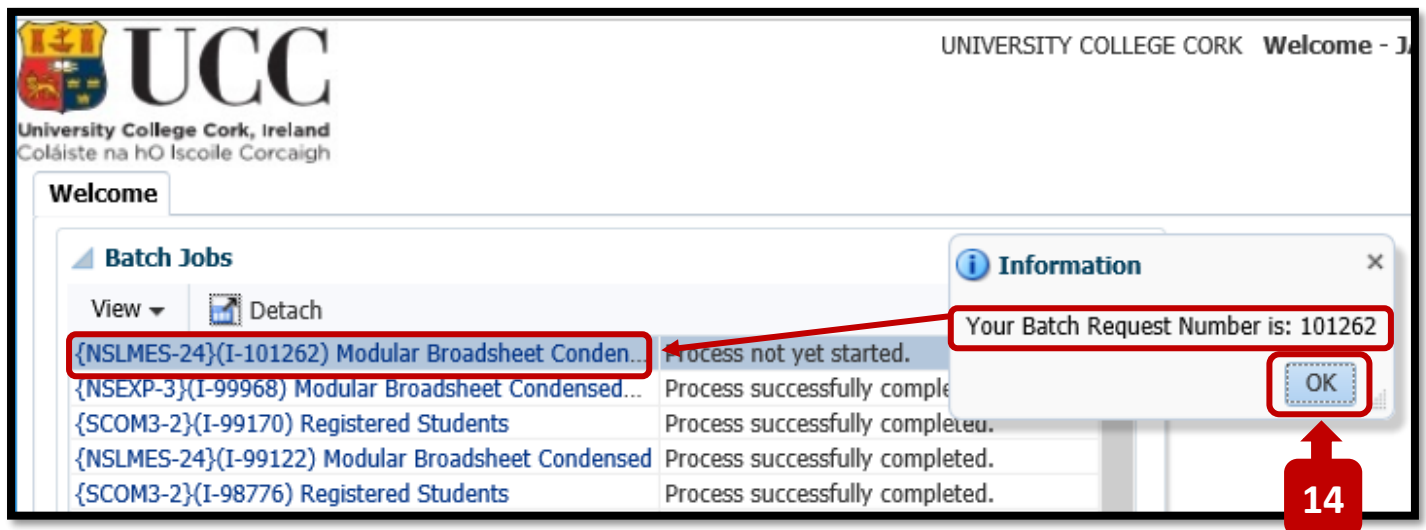 UCC
University College Cork, Ireland
Coláiste na hO Iscoile Corcaigh
UNIVERSITY COLLEGE CORK Welcome -
Welcome
Batch Jobs
View Detach
{NSLMES-24}(I-101262) Modular Broadsheet Conden... Process not yet started.
{NSEXP-3}(I-99968) Modular Broadsheet Condensed... Process successfully
{SCOM3-2}(I-99170) Registered Students Process successfully completed.
{NSLMES-24}(I-99122) Modular Broadsheet Condensed Process successfully completed.
{SCOM3-2}(I-98776) Registered Students Process successfully completed.
Information
Your Batch Request Number is: 101262
OK
14